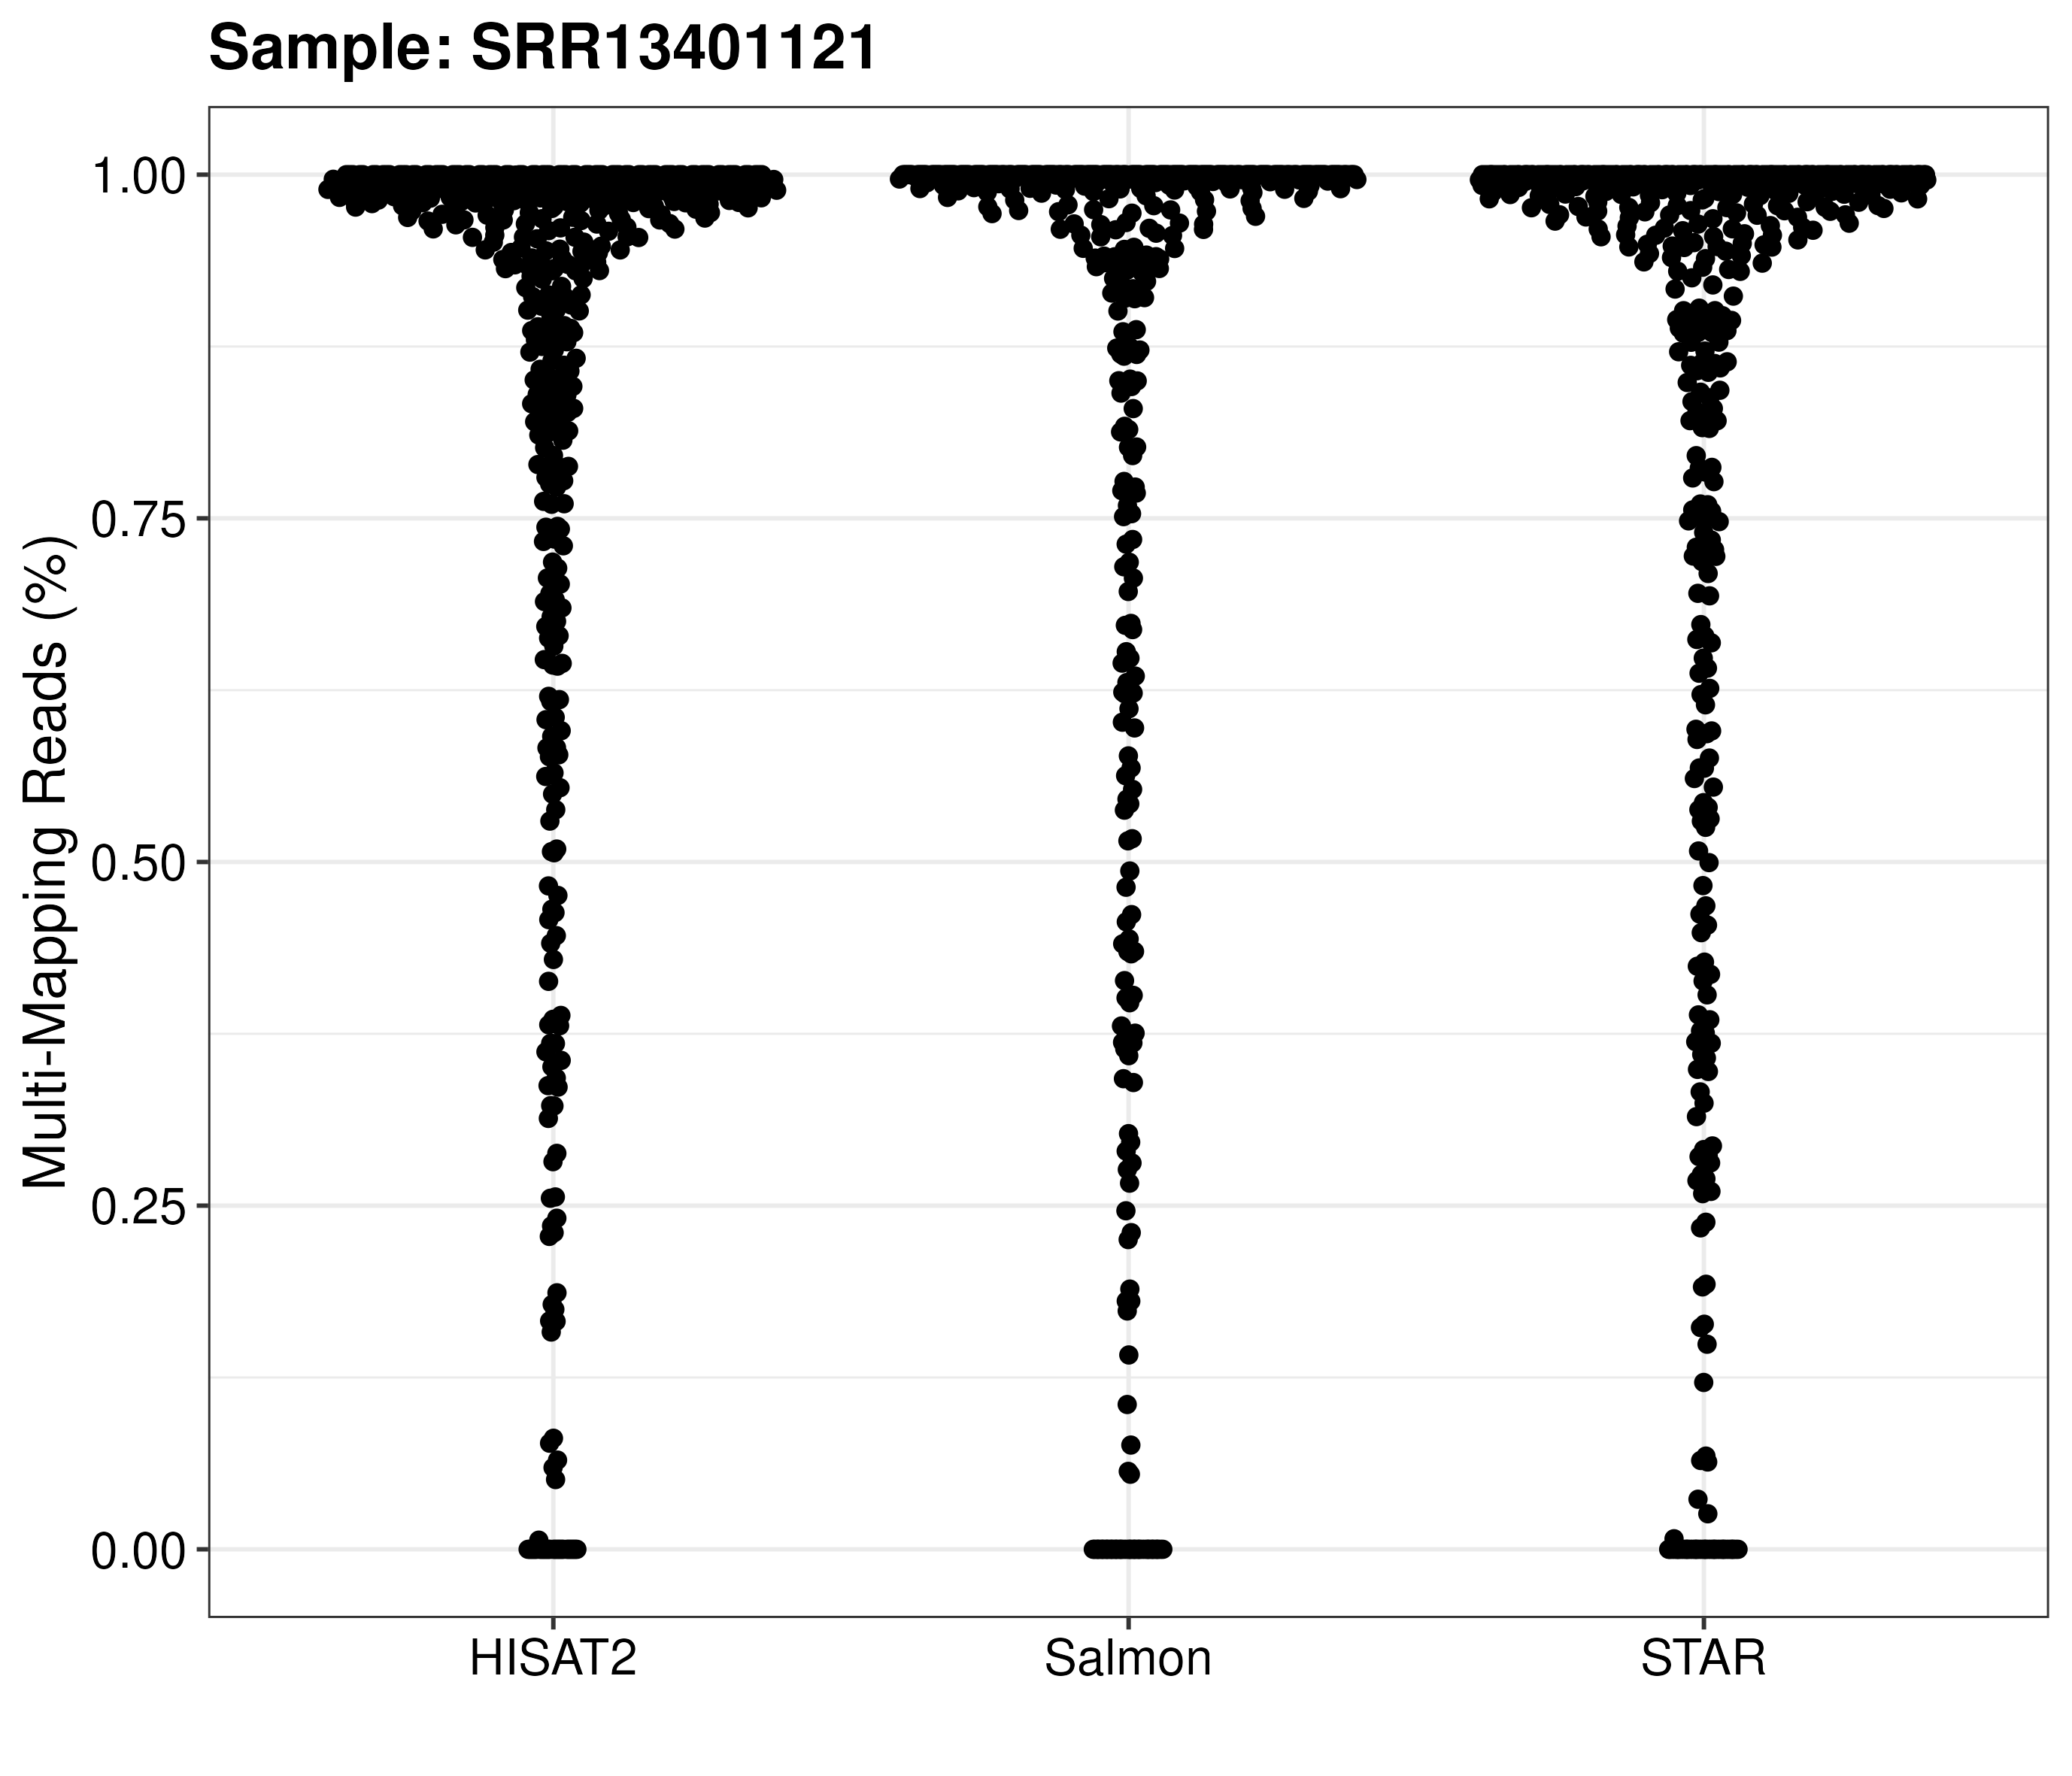 Sample: SRR13401121
Multi-Mapping Reads (%)
1.00
0.75
0.50
0.25
0.00
HISAT2
Salmon
STAR